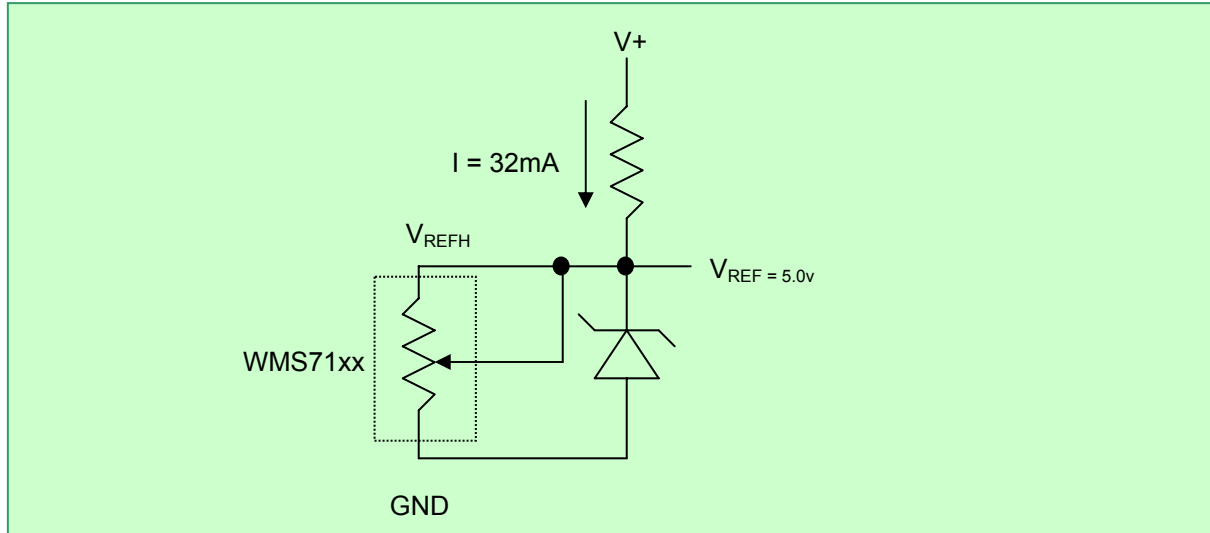 V+
I = 32mA
VREFH
VREF = 5.0v
WMS71xx
GND